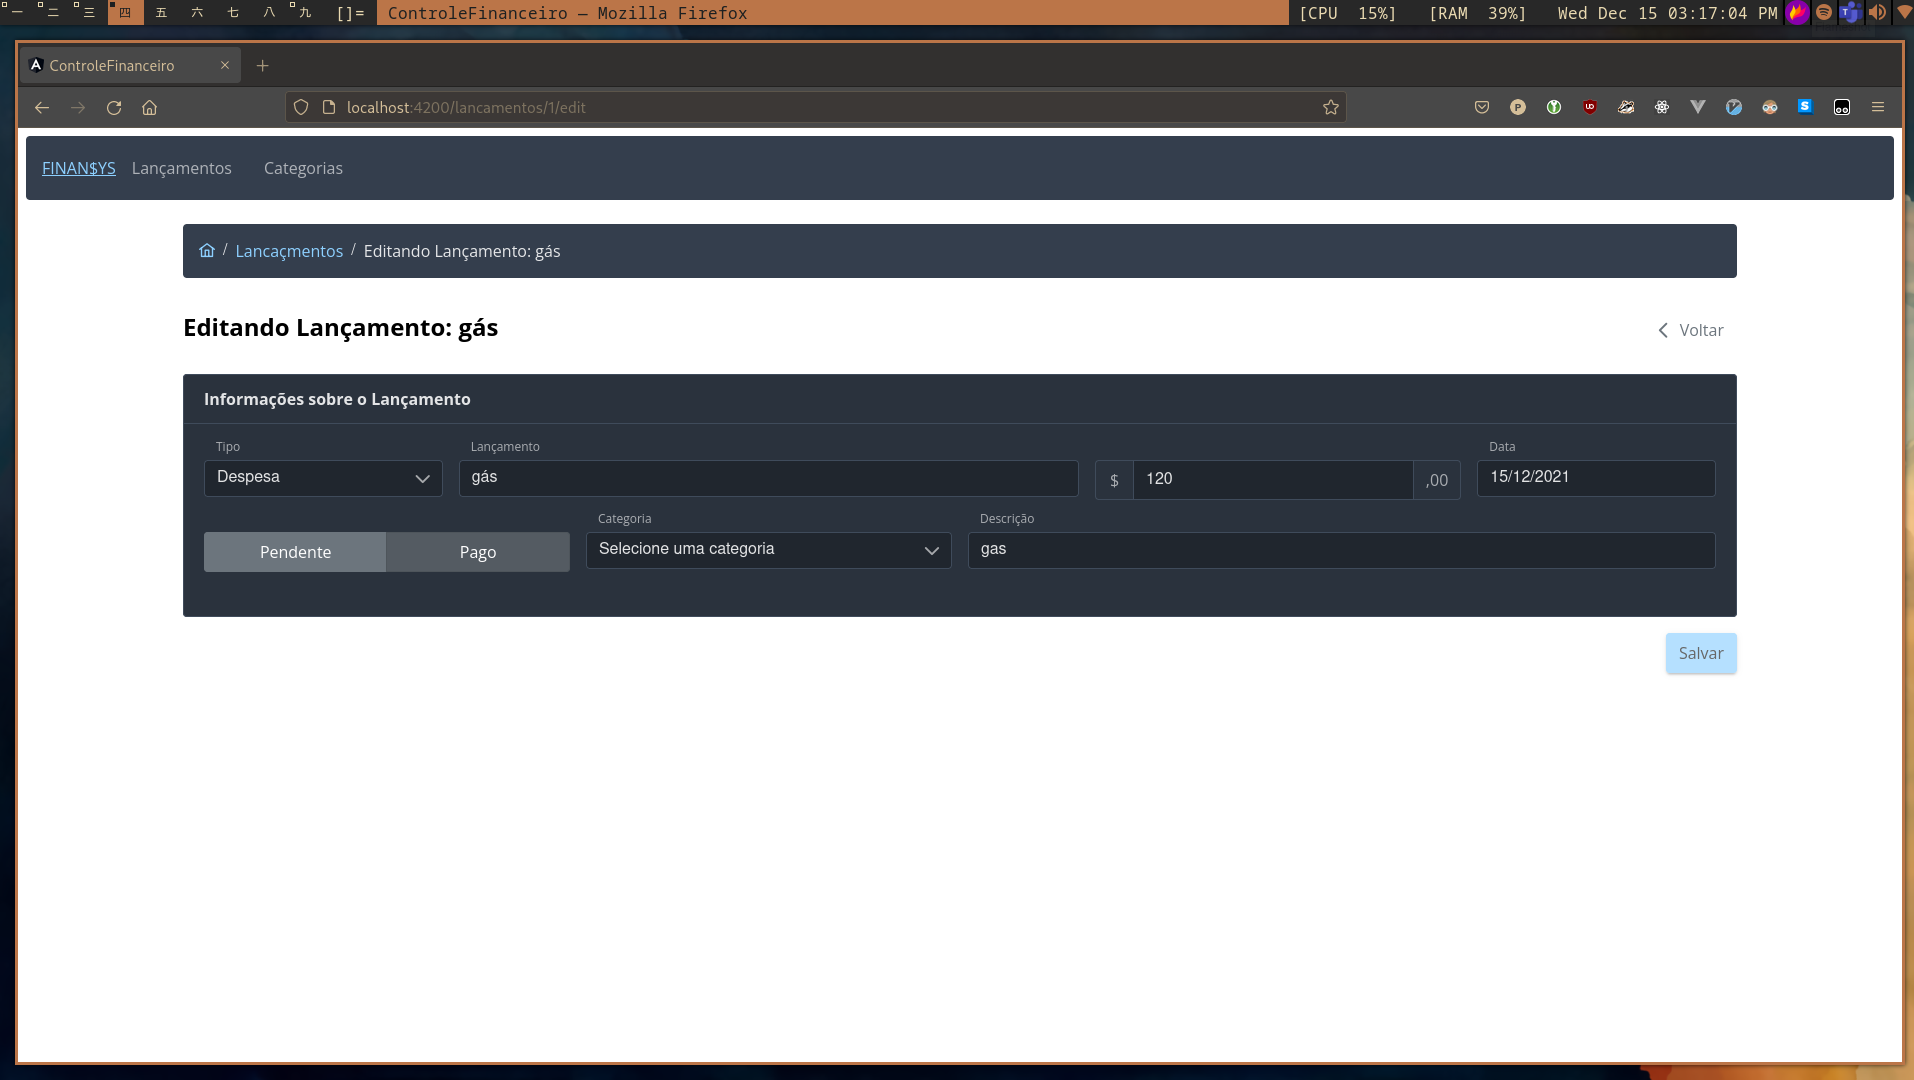 一 二 三 四 五 六 七 八 九 []= ControleFinanceiro — Mozilla Firefox [CPU 15%] [RAM 39%] Wed Dec 15 03:17:04 PM
ControleFinanceiro
localhost:4200/lancamentos/1/edit
FINAN$YS Lançamentos Categorias
/ Lancaçmentos / Editando Lançamento: gás
Editando Lançamento: gás
Voltar
Informações sobre o Lançamento
Tipo Lançamento Data
Despesa gás $ 120 ,00 15/12/2021
Categoria Descrição
Pendente Pago Selecione uma categoria gas
Salvar